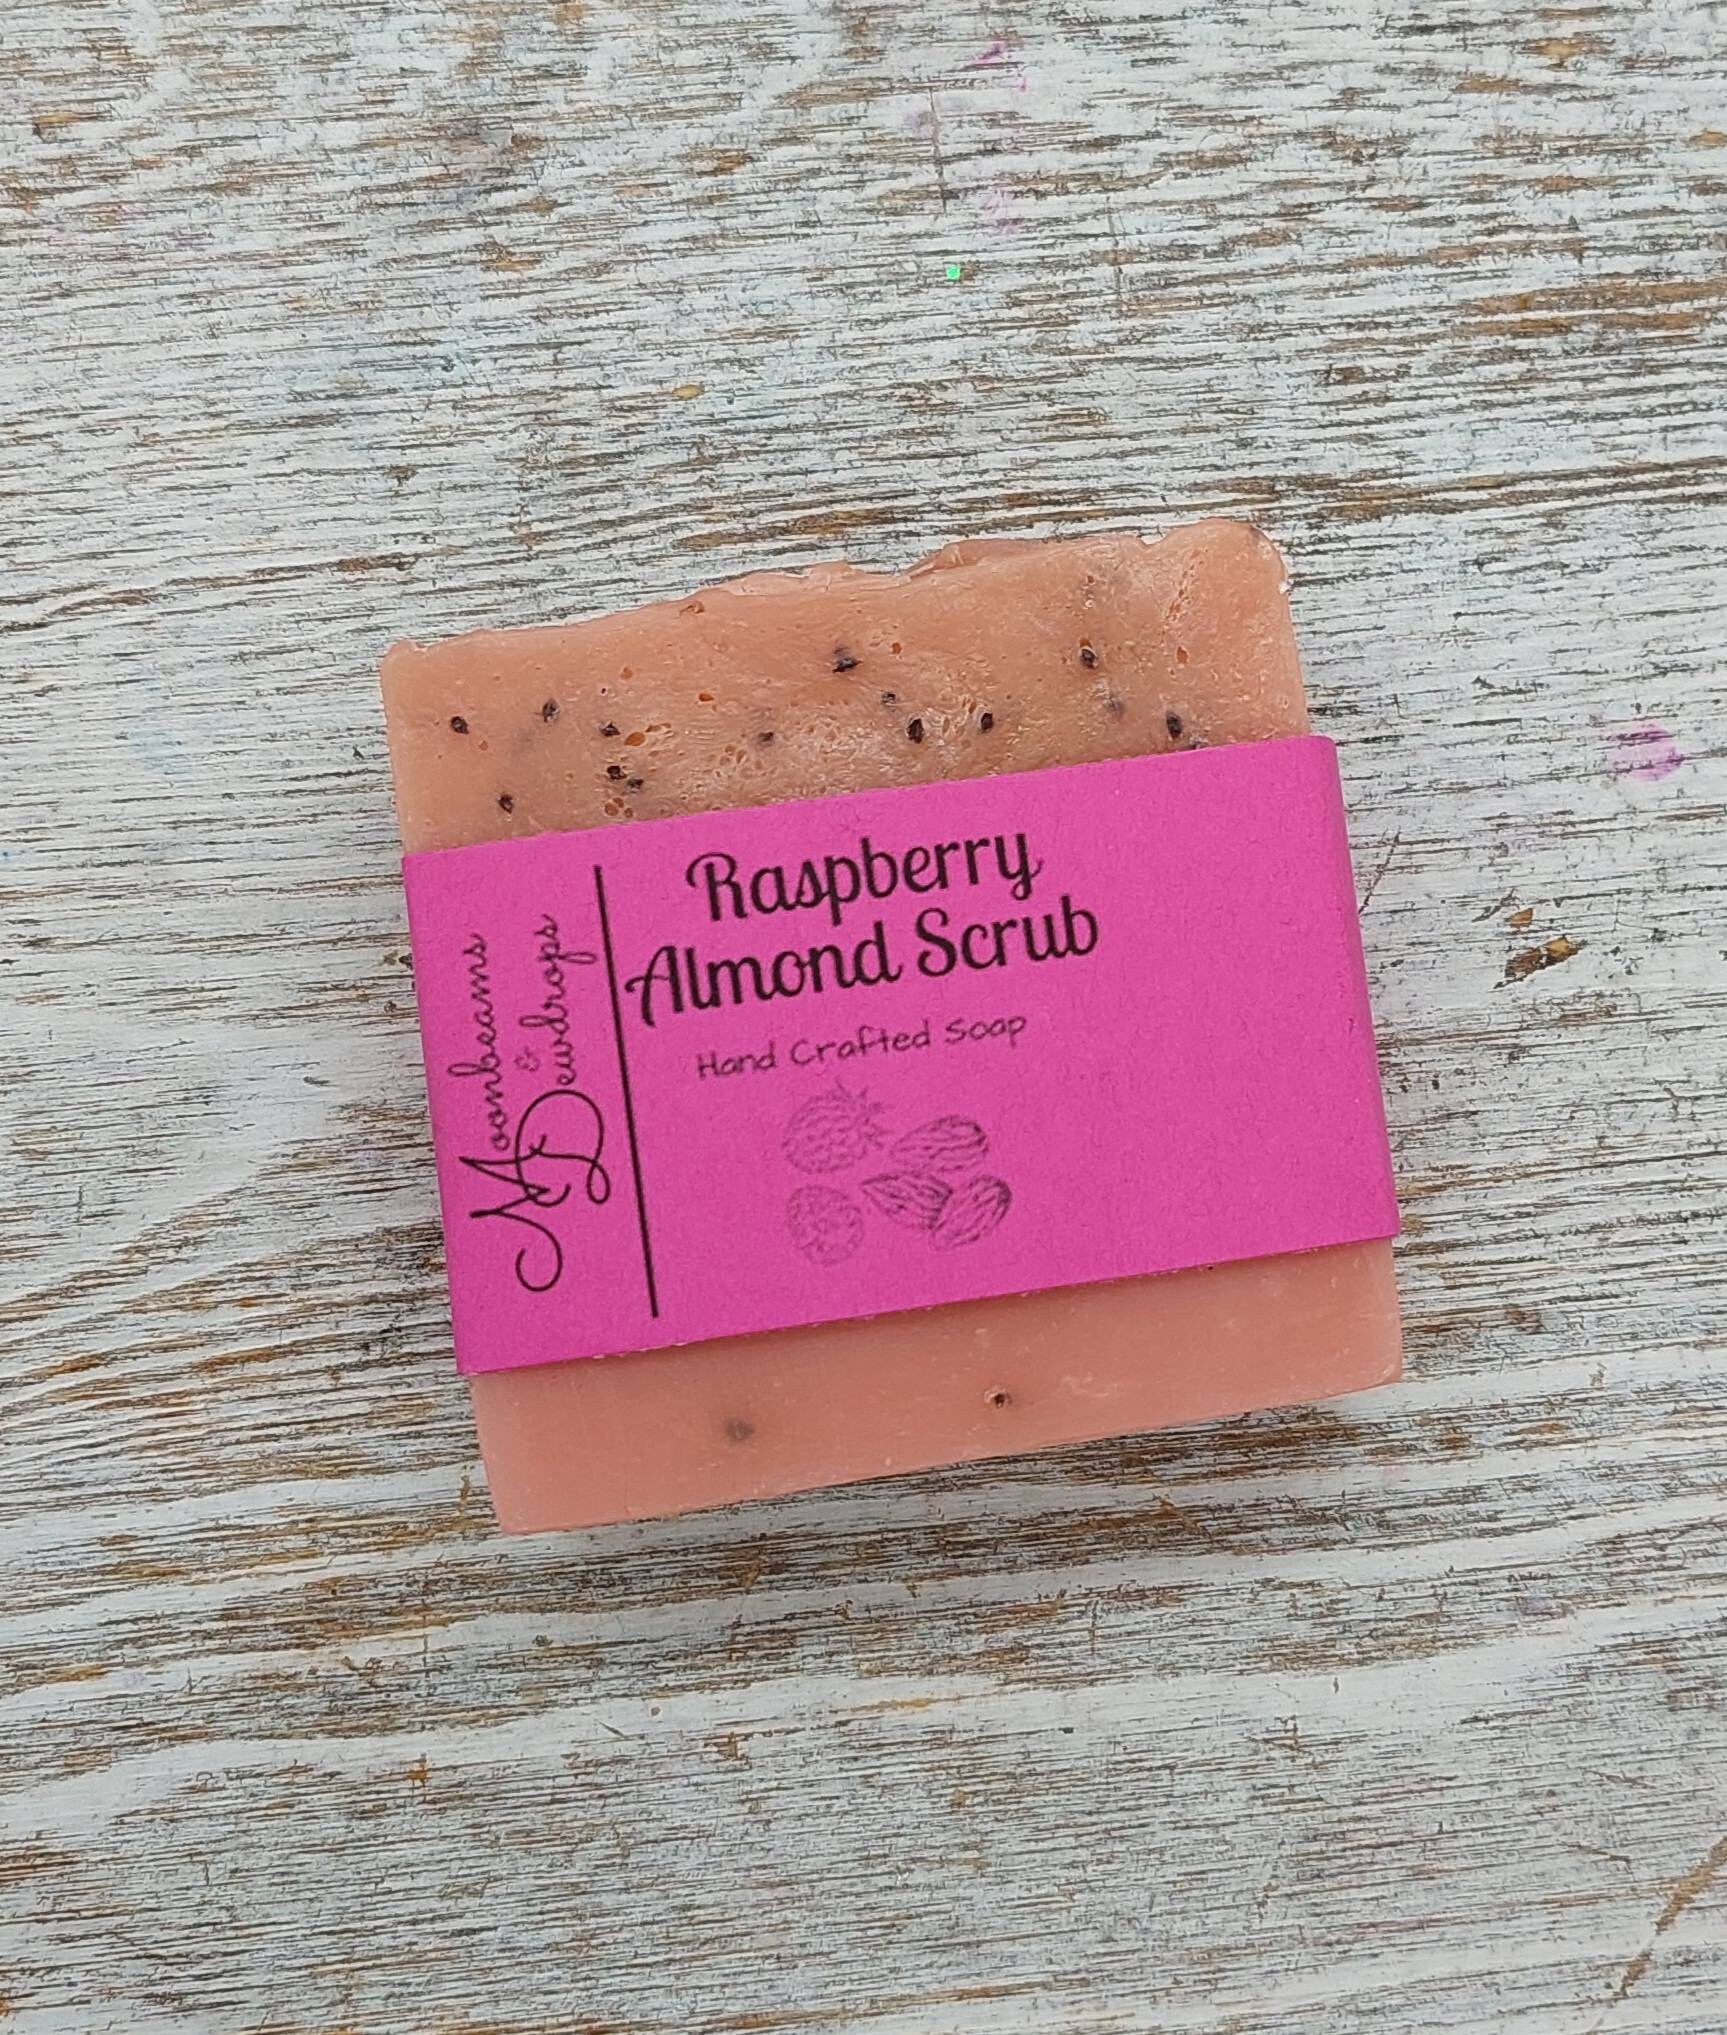 Moonbeams
&
Dewdrops
Raspberry
Almond Scrub
Hand Crafted Soap